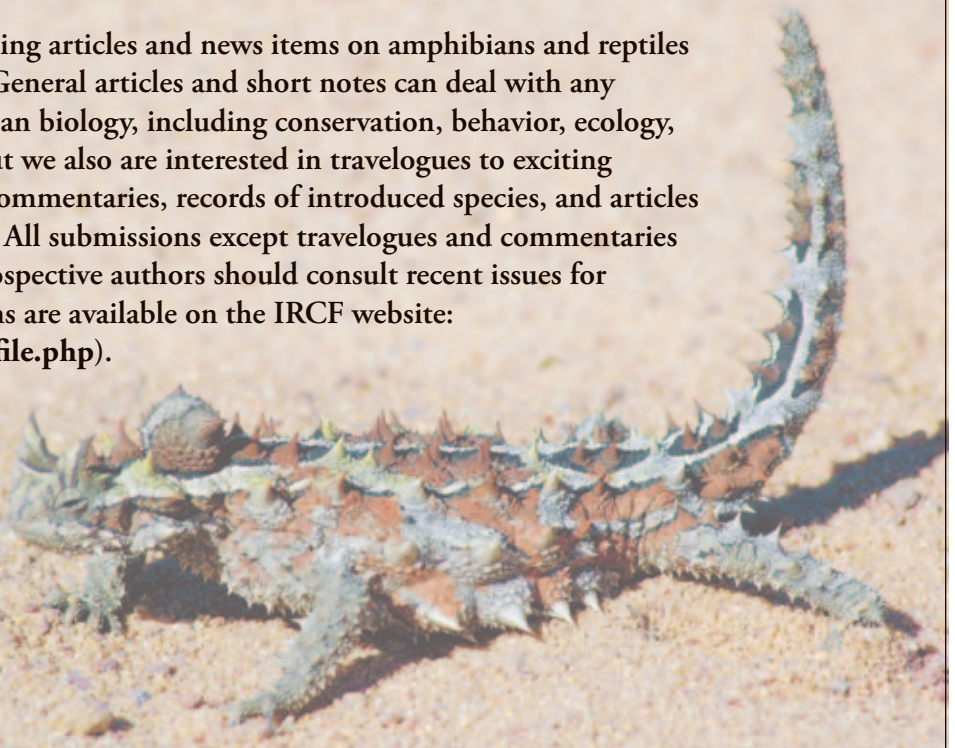 ing articles and news items on amphibians and reptiles
General articles and short notes can deal with any
an biology, including conservation, behavior, ecology,
we also are interested in travelogues to exciting
ommentaries, records of introduced species, and articles
All submissions except travelogues and commentaries
ospective authors should consult recent issues for
ns are available on the IRCF website:
file.php).